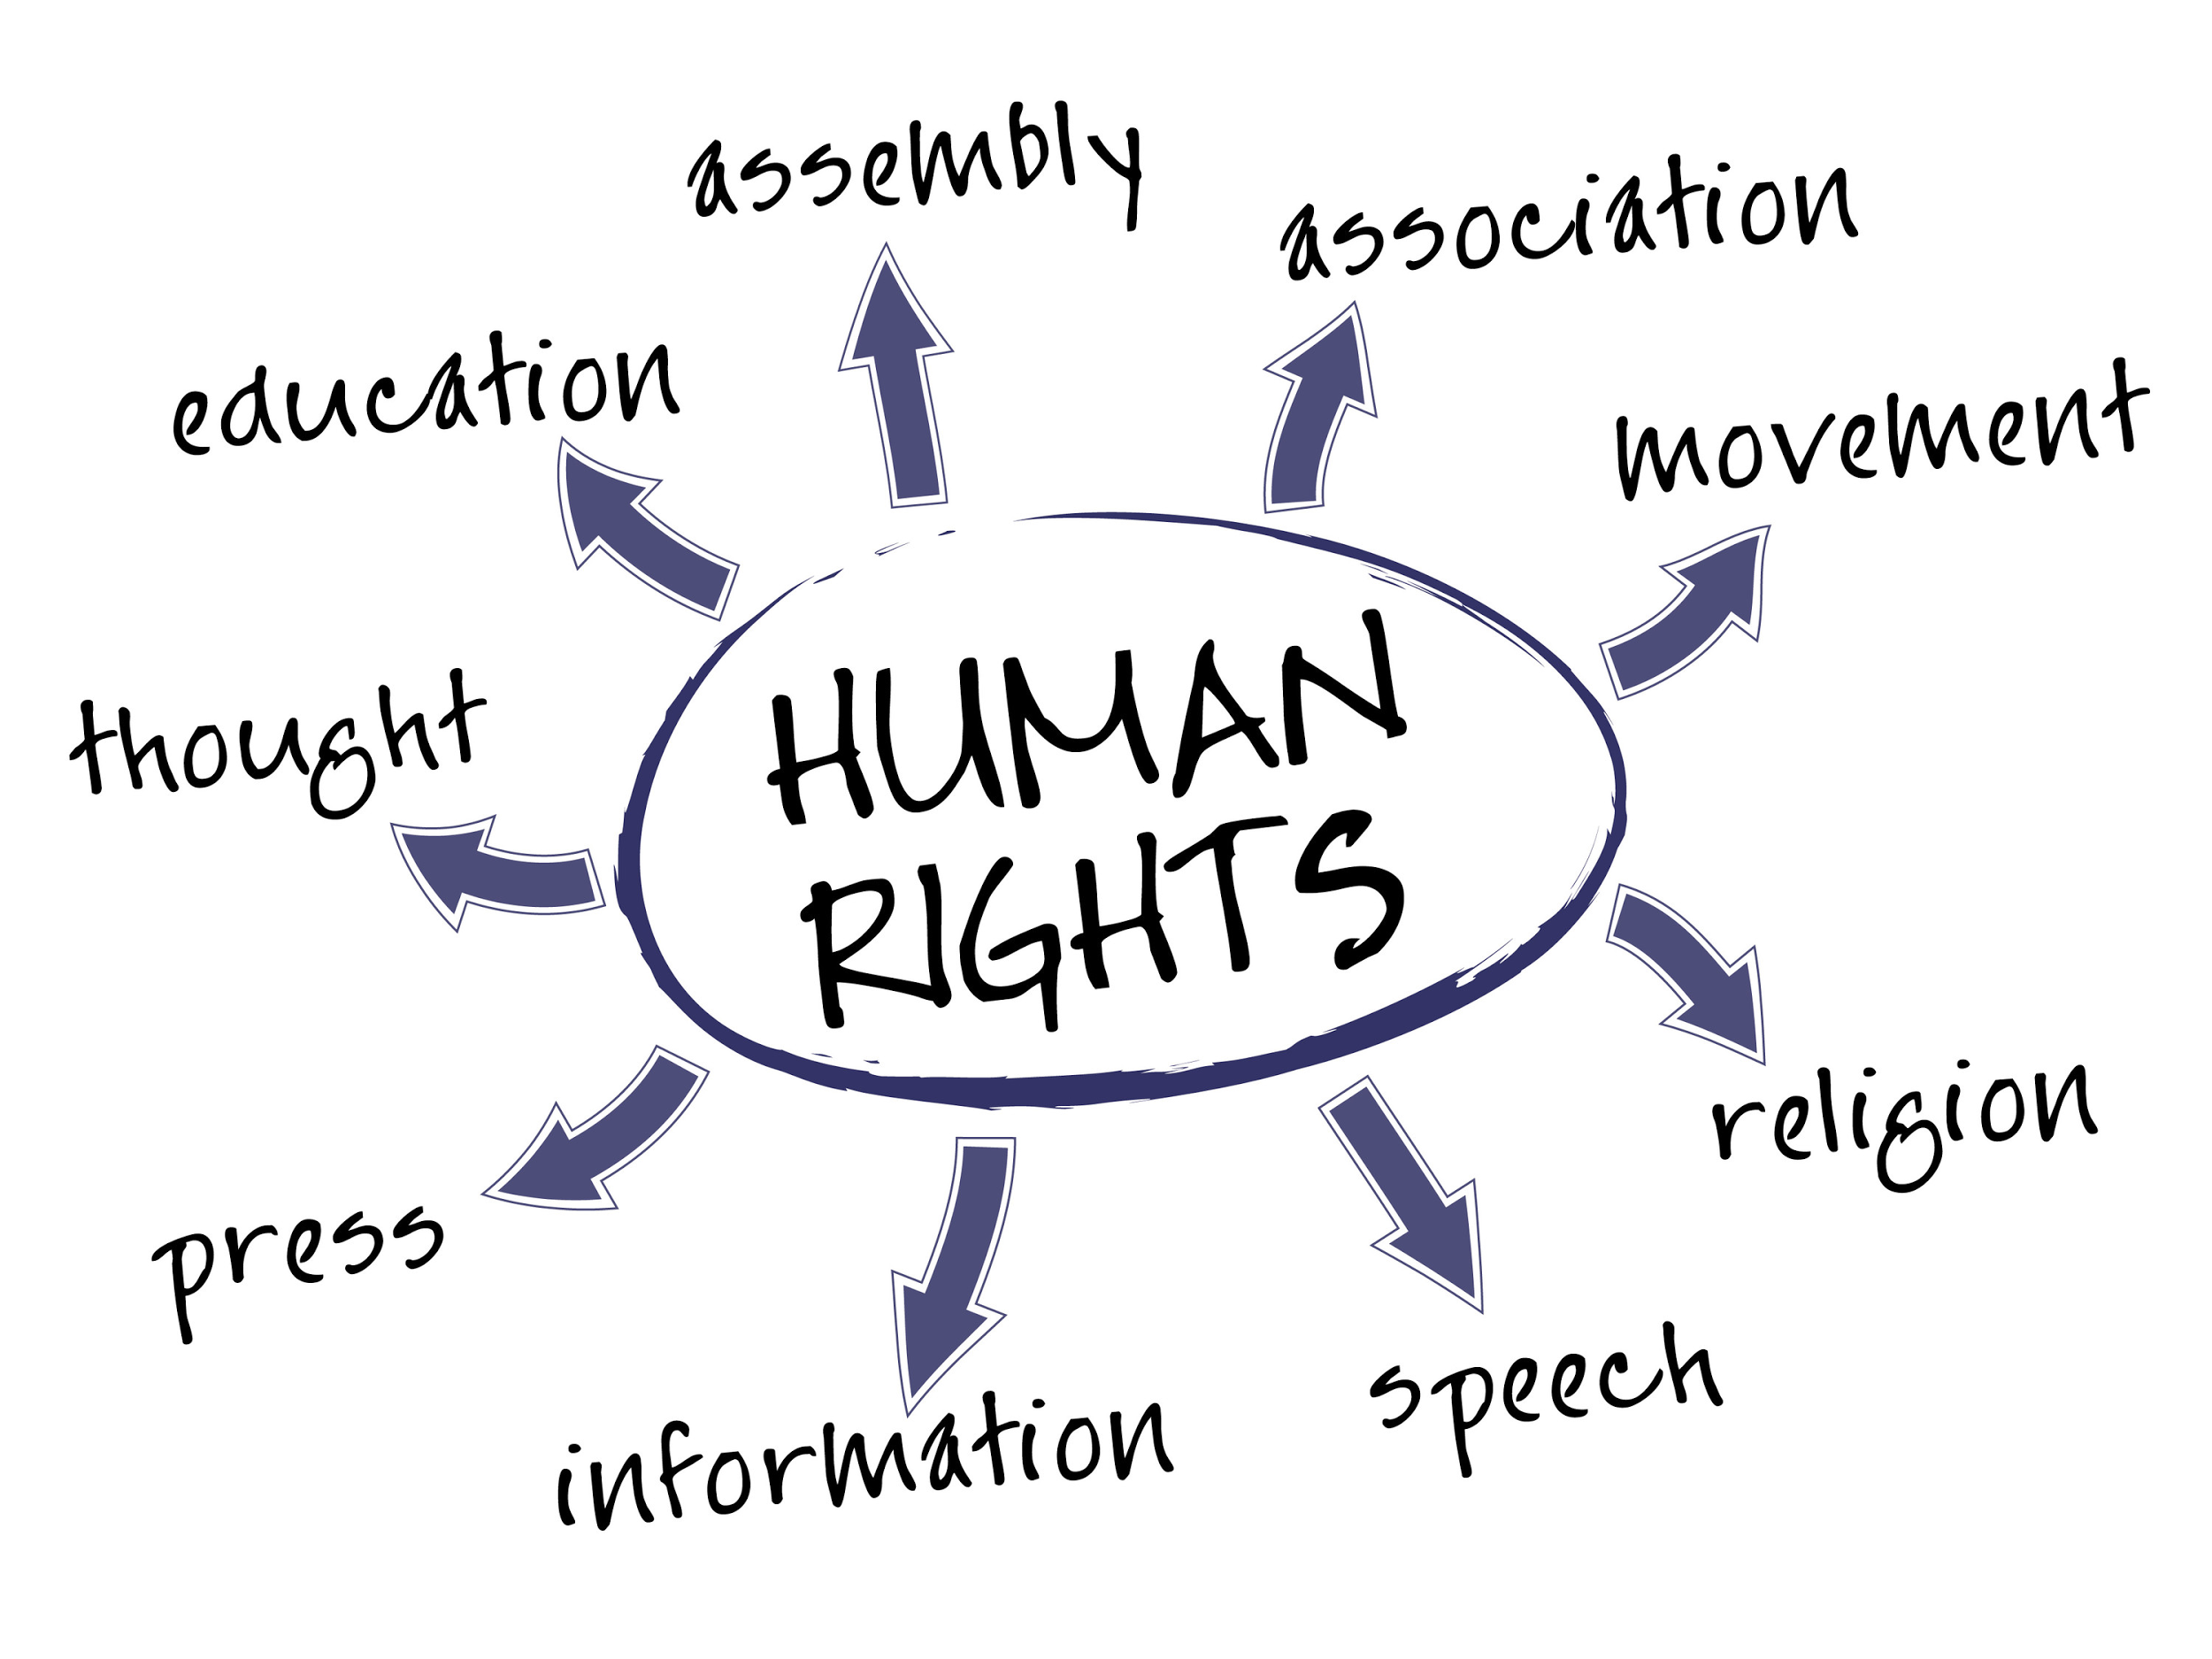 assembly
association
education
movement
HUMAN
RIGHTS
thought
religion
press
speech
information